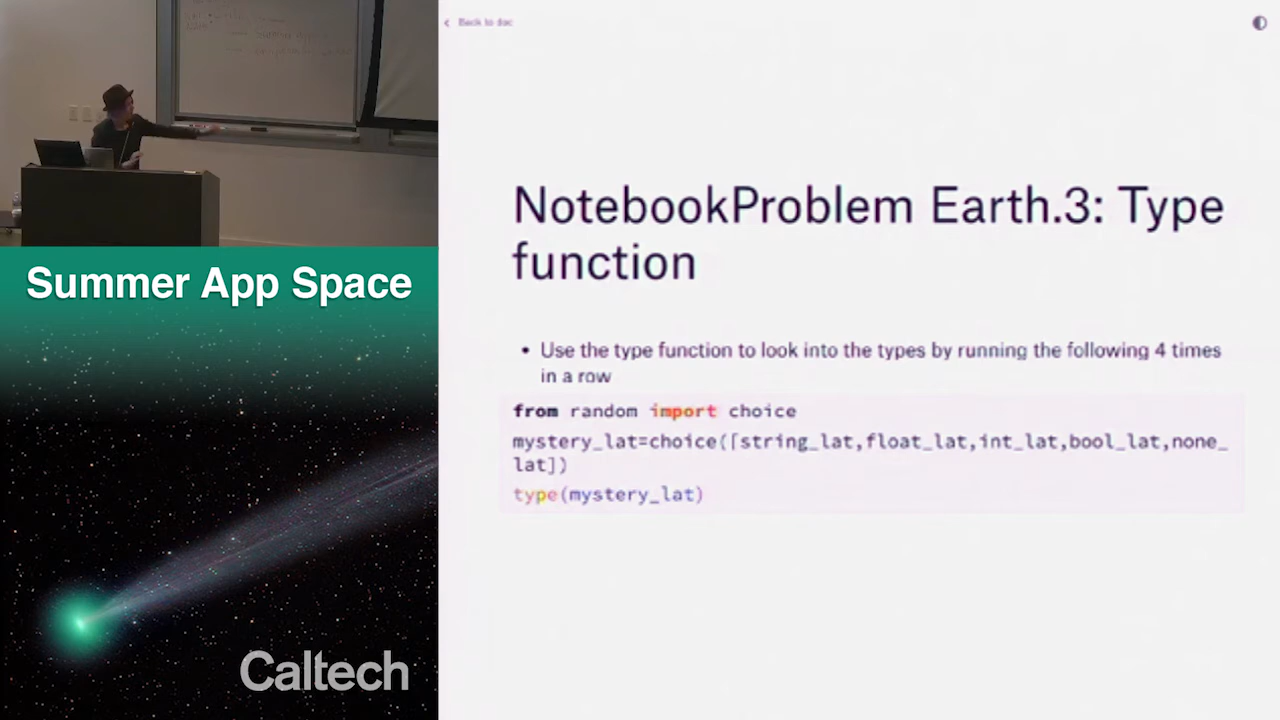 Back to doc
NotebookProblem Earth.3: Type
function
• Use the type function to look into the types by running the following 4 times
in a row
from random import choice
mystery_lat=choice([string_lat,float_lat,int_lat,bool_lat,none_
lat])
type(mystery_lat)
Summer App Space
Caltech